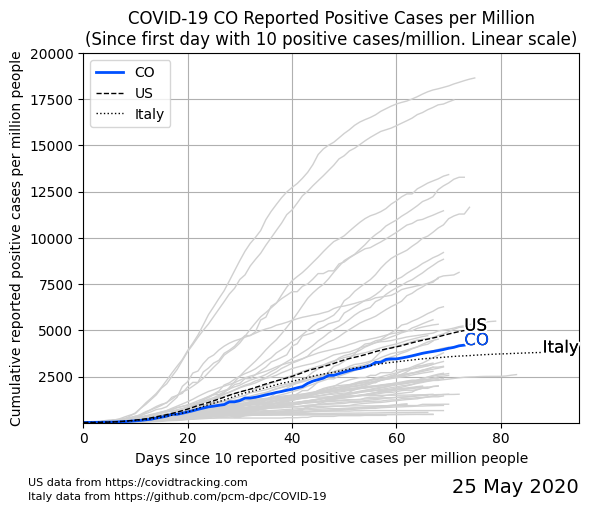 COVID-19 CO Reported Positive Cases per Million
(Since first day with 10 positive cases/million. Linear scale)
Cumulative reported positive cases per million people
20000
17500
15000
12500
10000
7500
5000
2500
CO
US
Italy
US
CO
Italy
0
20
40
60
80
Days since 10 reported positive cases per million people
US data from https://covidtracking.com
Italy data from https://github.com/pcm-dpc/COVID-19
25 May 2020